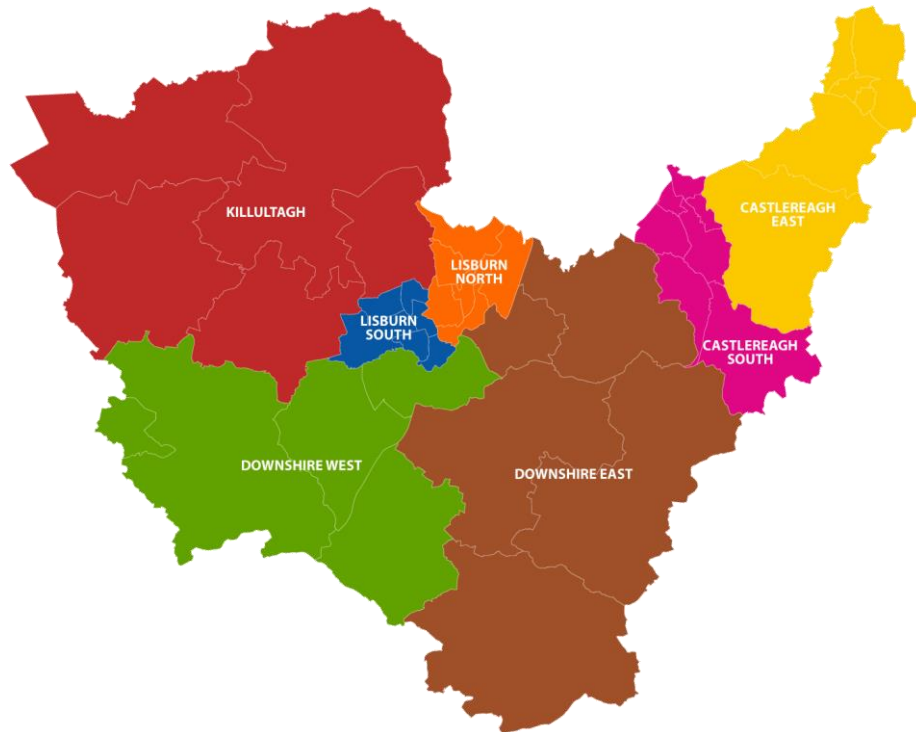 KILLULTAGH
CASTLEREAGH
EAST
LISBURN
NORTH
LISBURN
SOUTH
CASTLEREAGH
SOUTH
DOWNSHIRE WEST
DOWNSHIRE EAST